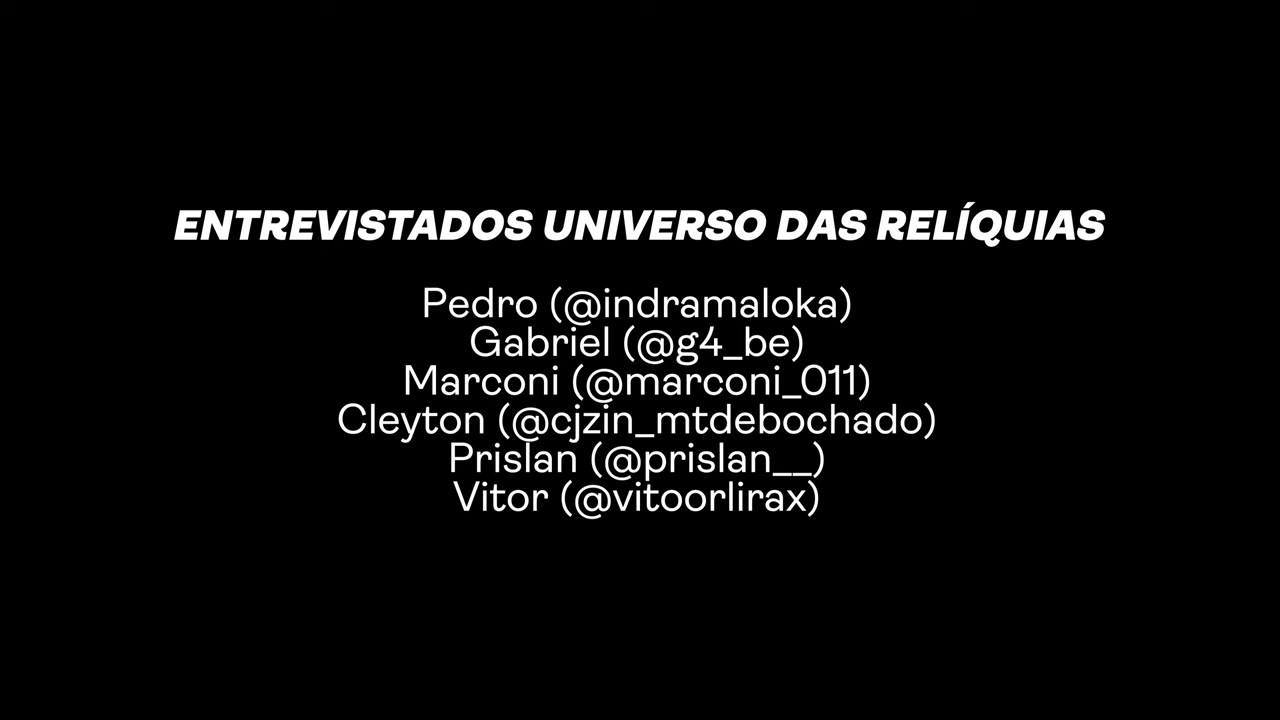 ENTREVISTADOS UNIVERSO DAS RELÍQUIAS
Pedro (@indramaloka)
Gabriel (@g4_be)
Marconi (@marconi_011)
Cleyton (@cjzin_mtdebochado)
Prislan (@prislan__)
Vitor (@vitoorlirax)